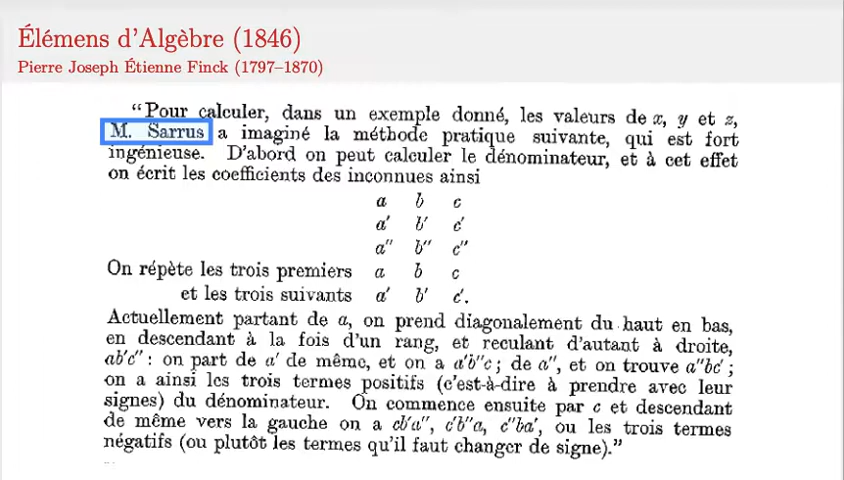 Élémens d'Algèbre (1846)
Pierre Joseph Étienne Finck (1797–1870)
“Pour calculer, dans un exemple donné, les valeurs de x, y et z,
M. Sarrus a imaginé la méthode pratique suivante, qui est fort
ingénieuse. D'abord on peut calculer le dénominateur, et à cet effet
on écrit les coefficients des inconnues ainsi
a b c
a′ b′ c′
a″ b″ c″
On répète les trois premiers a b c
et les trois suivants a′ b′ c′.
Actuellement partant de a, on prend diagonalement du haut en bas,
en descendant à la fois d'un rang, et reculant d'autant à droite,
ab′c″ : on part de a′ de même, et on a a′b″c ; de a″, et on trouve a″bc′ ;
on a ainsi les trois termes positifs (c'est-à-dire à prendre avec leur
signes) du dénominateur. On commence ensuite par c et descendant
de même vers la gauche on a cb′a″, c′b″a, c″ba′, ou les trois termes
négatifs (ou plutôt les termes qu'il faut changer de signe).”